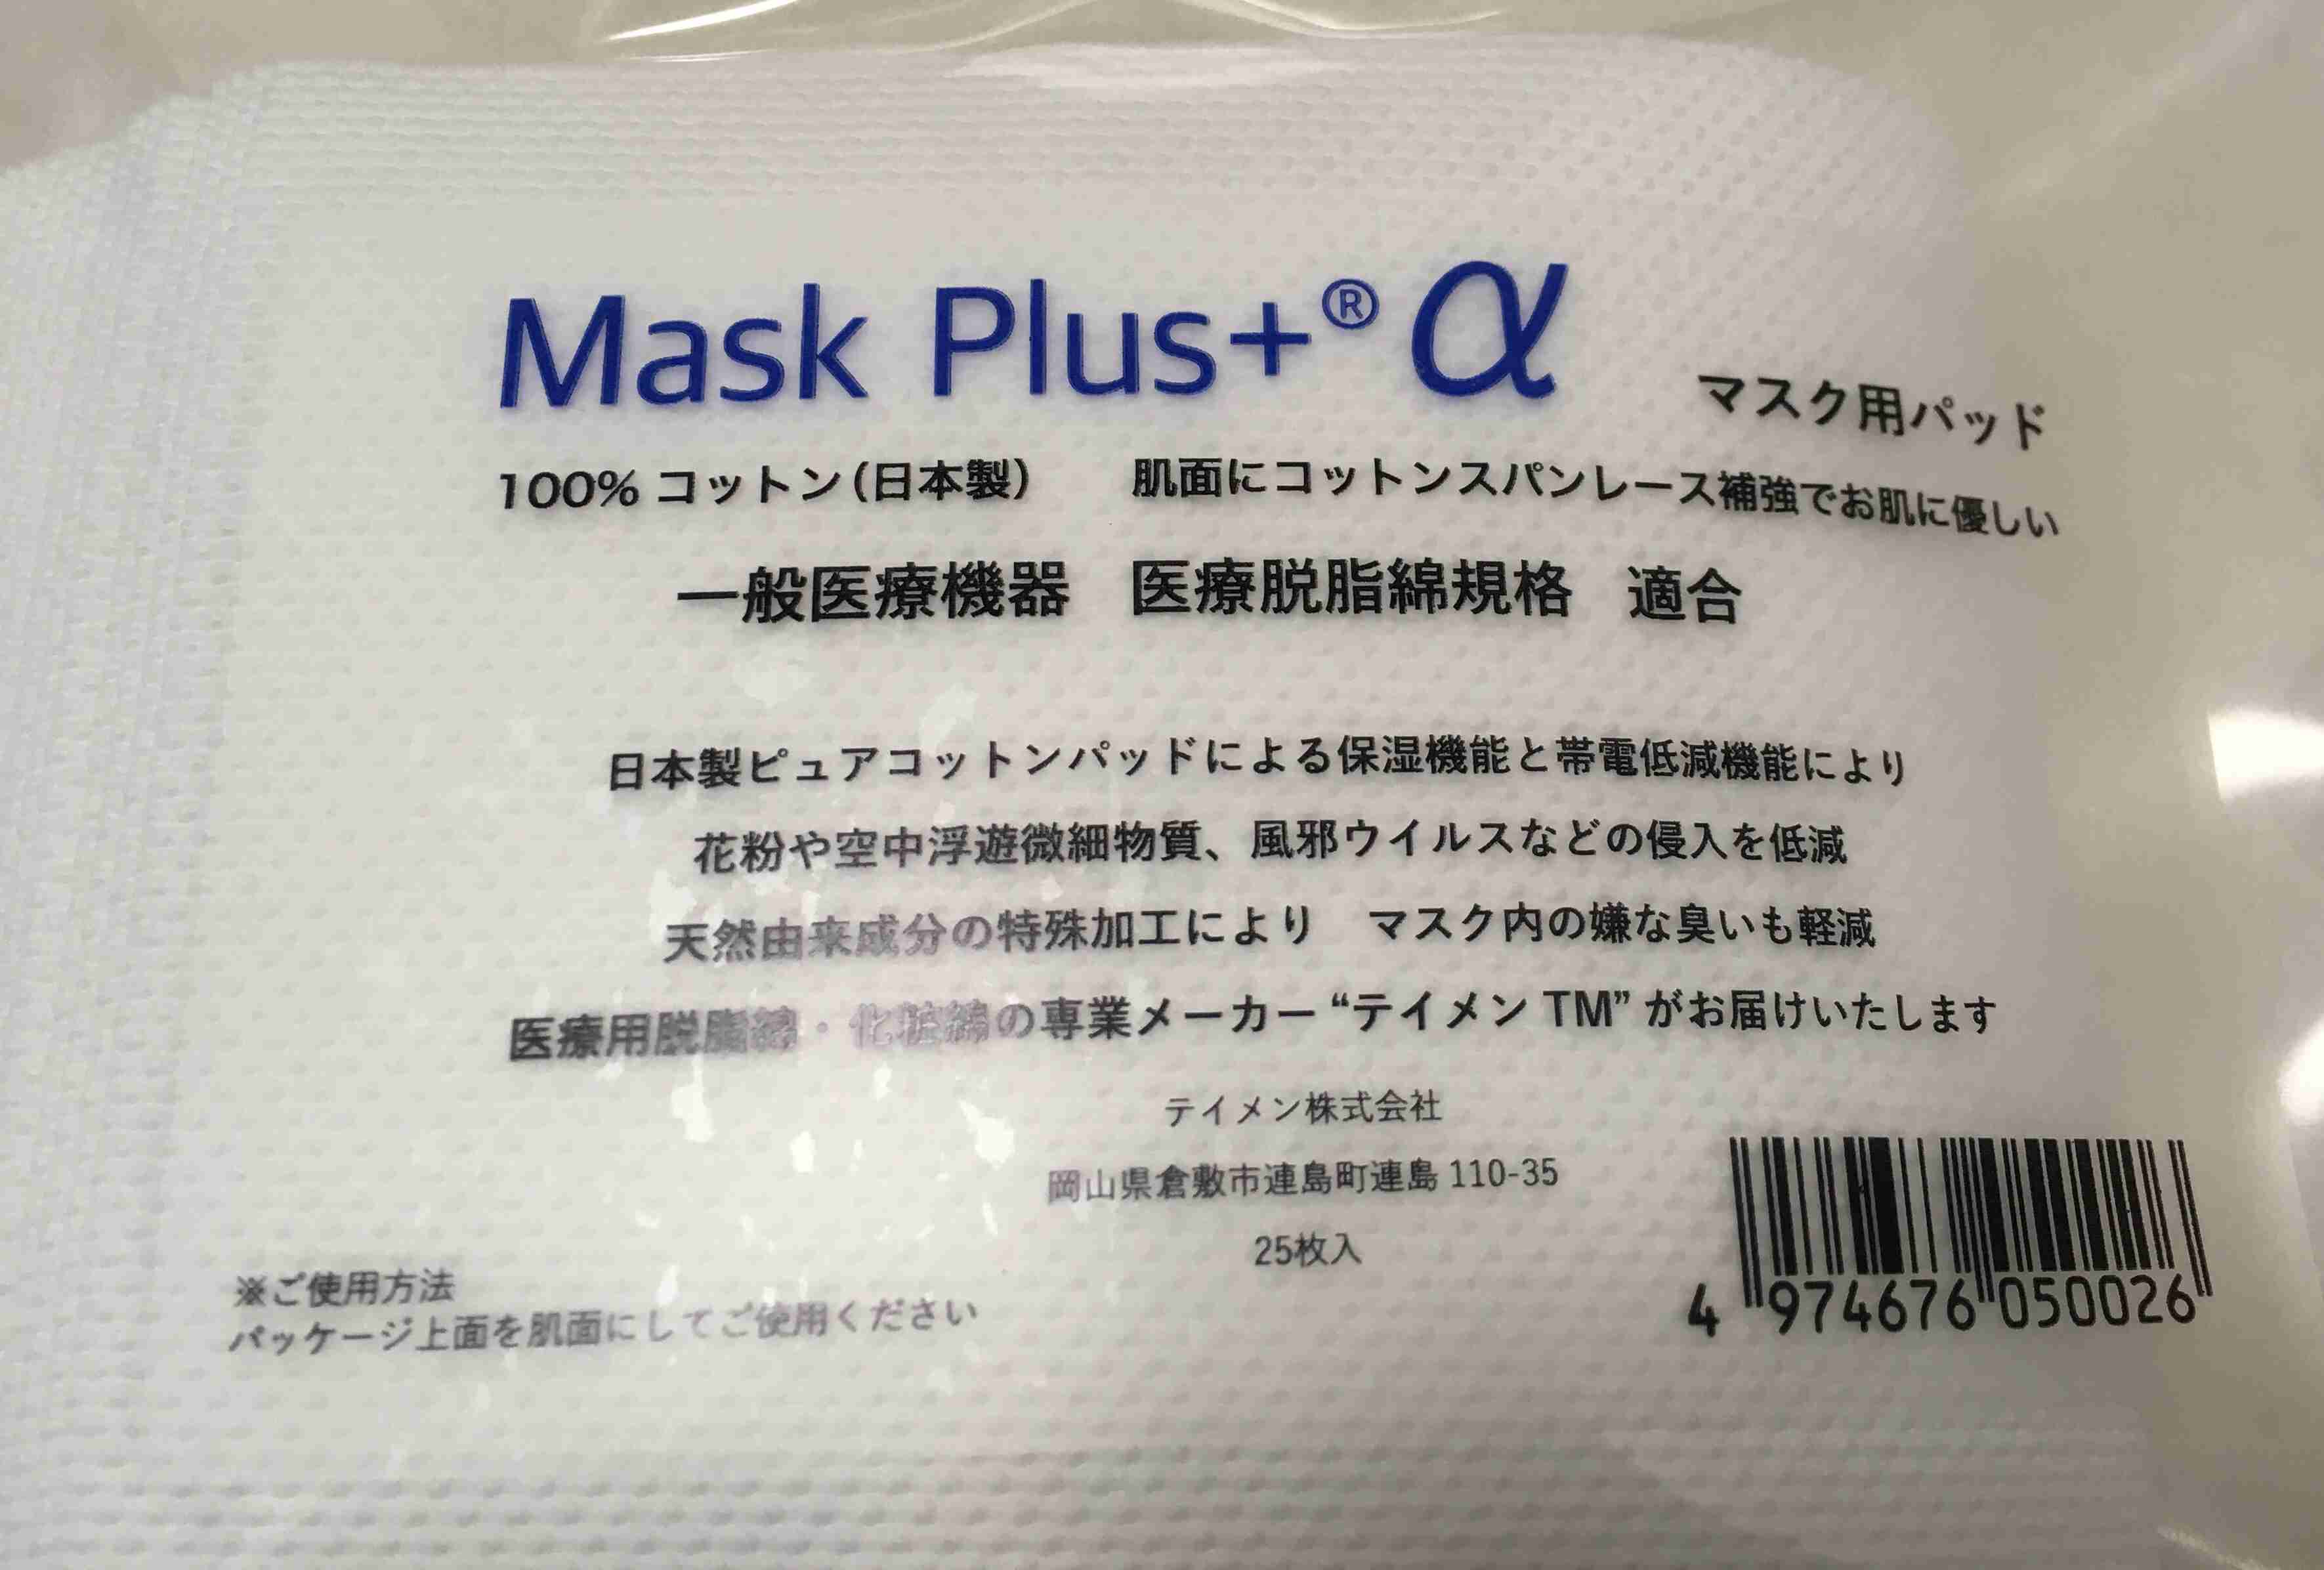 Mask Plus+® α
マスク用パッド
100% コットン(日本製) 肌面にコットンスパンレース補強でお肌に優しい
一般医療機器 医療脱脂綿規格 適合
日本製ピュアコットンパッドによる保湿機能と帯電低減機能により
花粉や空中浮遊微細物質、風邪ウイルスなどの侵入を低減
天然由来成分の特殊加工により マスク内の嫌な臭いも軽減
医療用脱脂綿・化粧綿の専業メーカー“テイメン TM” がお届けいたします
テイメン株式会社
岡山県倉敷市連島町連島 110-35
25枚入
※ご使用方法
パッケージ上面を肌面にしてご使用ください
4 974676 050026